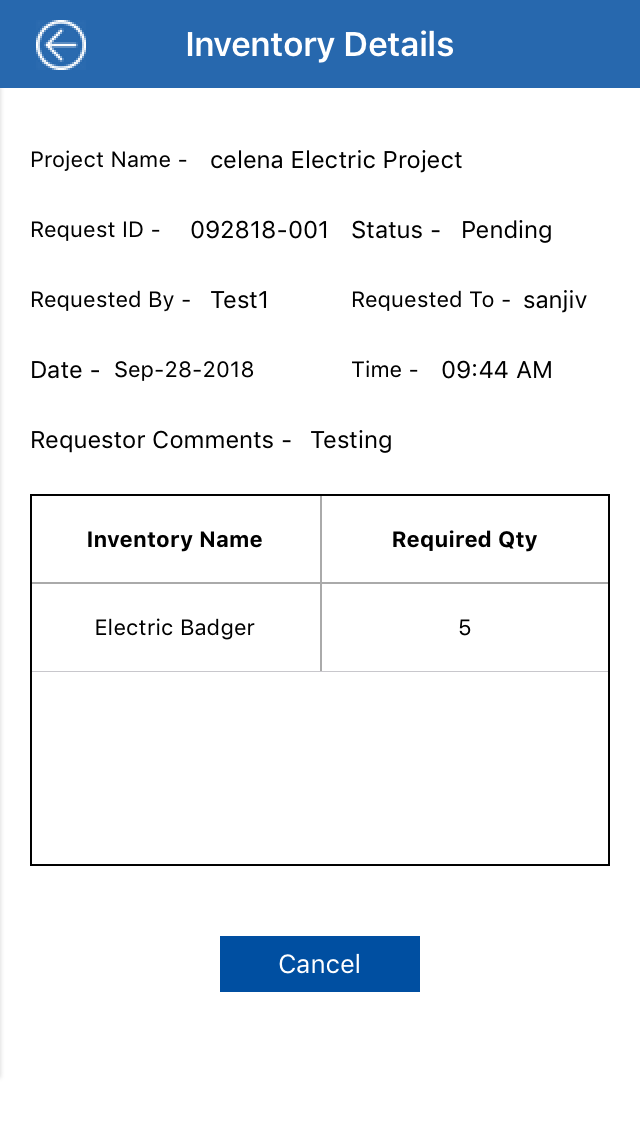 Inventory Details
Project Name - celena Electric Project
Request ID - 092818-001 Status - Pending
Requested By - Test1 Requested To - sanjiv
Date - Sep-28-2018 Time - 09:44 AM
Requestor Comments - Testing
Inventory Name Required Qty
Electric Badger 5
Cancel